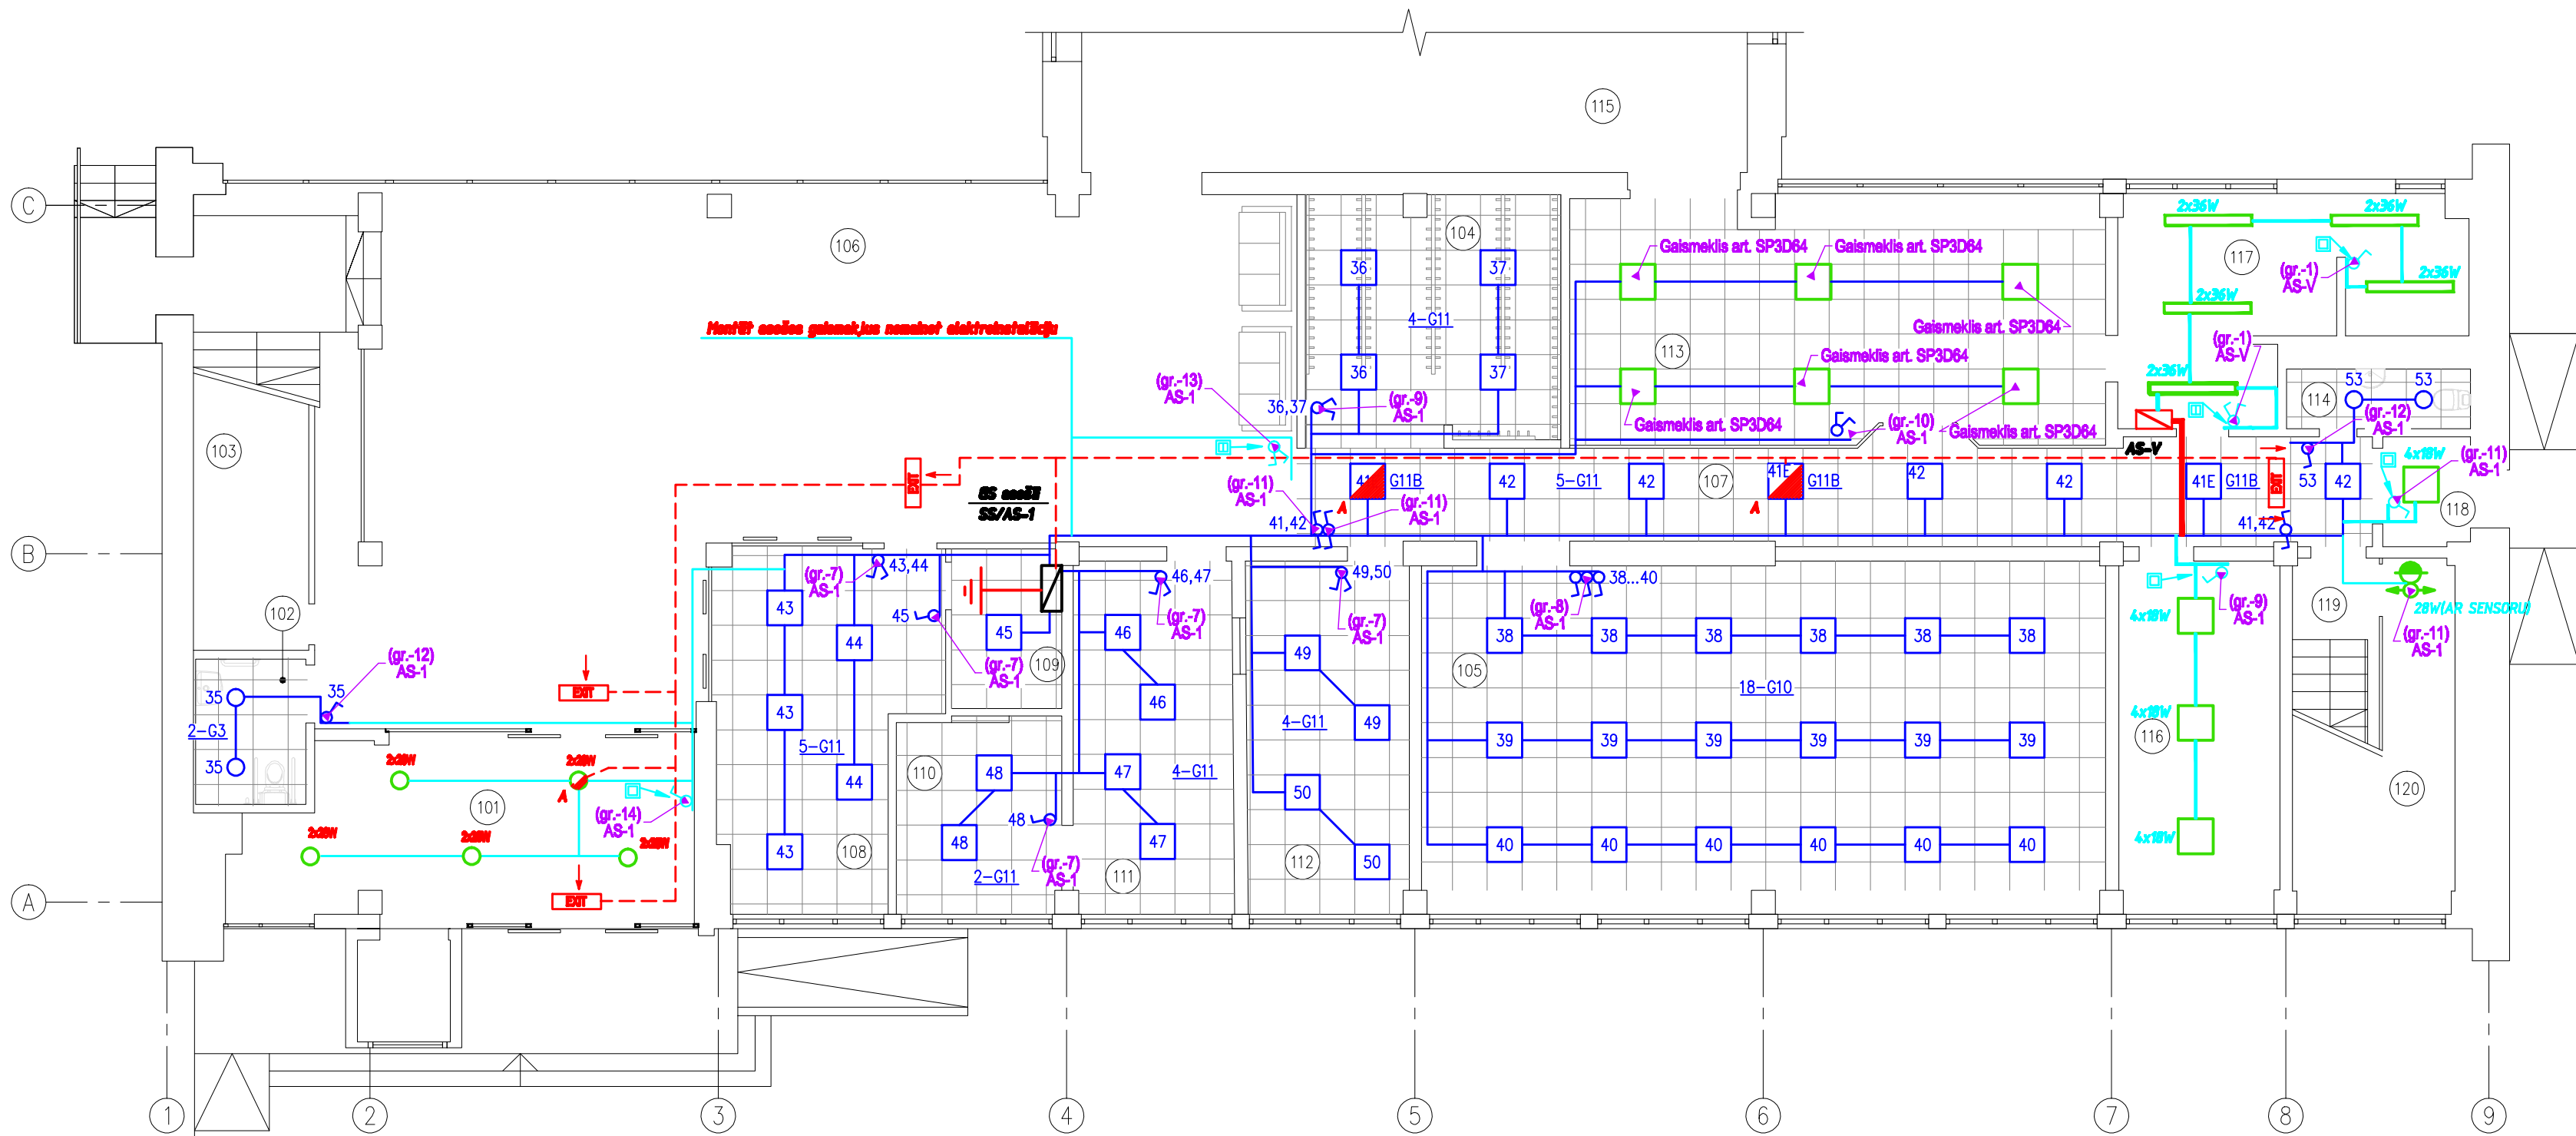 115
C
106
104
117
2x36W
2x36W
2x36W
2x36W
2x36W
(gr.-1)
AS-V
(gr.-1)
AS-V
Gaismeklis art. SP3D64
Gaismeklis art. SP3D64
Gaismeklis art. SP3D64
Gaismeklis art. SP3D64
Gaismeklis art. SP3D64
Gaismeklis art. SP3D64
113
36
37
4-G11
36
37
36,37
(gr.-9)
AS-1
(gr.-13)
AS-1
(gr.-10)
AS-1
114
53
53
(gr.-12)
AS-1
103
EXIT
SS/AS-1
(gr.-11)
AS-1
41,42
(gr.-11)
AS-1
41
G11B
A
42
5-G11
42
107
41E
G11B
A
42
42
AS-V
41E
G11B
EXIT
53
42
41,42
4x18W
(gr.-11)
AS-1
118
B
102
(gr.-12)
AS-1
35
35
2-G3
35
EXIT
(gr.-7)
AS-1
43,44
43
44
45
45
109
(gr.-7)
AS-1
43
5-G11
44
43
108
46,47
(gr.-7)
AS-1
46
46
47
4-G11
47
111
110
48
48
48
2-G11
(gr.-7)
AS-1
49,50
(gr.-7)
AS-1
49
4-G11
49
50
50
112
38...40
(gr.-8)
AS-1
38
38
38
38
38
38
105
18-G10
39
39
39
39
39
39
40
40
40
40
40
40
(gr.-9)
AS-1
4x18W
4x18W
116
4x18W
119
28W(AR SENSORU)
(gr.-11)
AS-1
120
2x26W
2x26W
A
101
(gr.-14)
AS-1
2x26W
2x26W
2x26W
EXIT
A
1
2
3
4
5
6
7
8
9